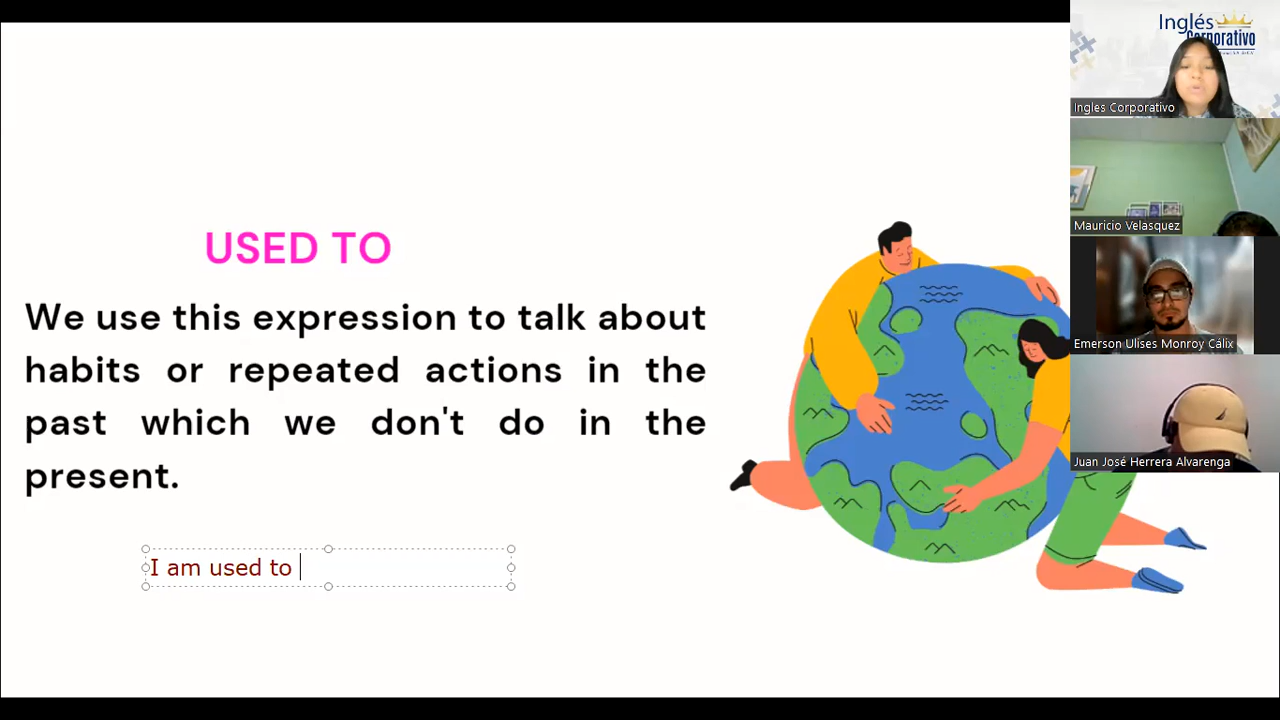 USED TO
We use this expression to talk about
habits or repeated actions in the
past which we don't do in the
present.
I am used to
Inglés
Corporativo
Ingles Corporativo
Mauricio Velasquez
Emerson Ulises Monroy Cálix
Juan José Herrera Alvarenga